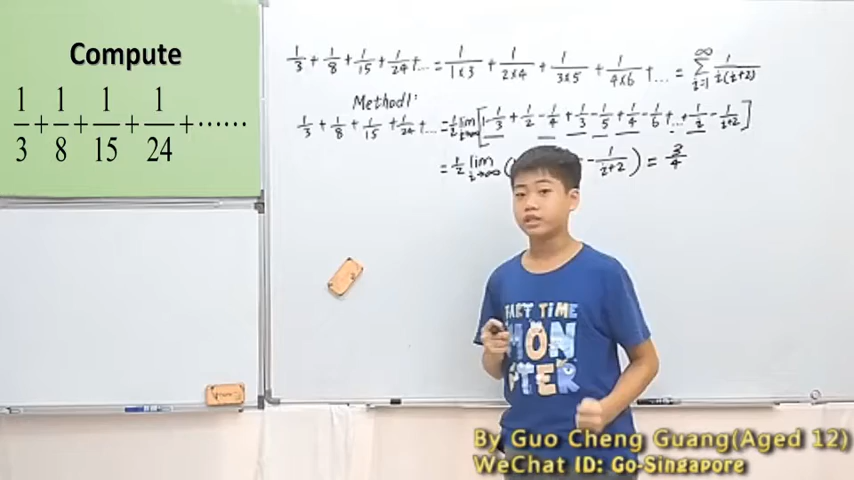 Compute
1/3 + 1/8 + 1/15 + 1/24 + ······
1/3 + 1/8 + 1/15 + 1/24 + ... = 1/(1×3) + 1/(2×4) + 1/(3×5) + 1/(4×6) + ... = ∑_{i=1}^{∞} 1/(i(i+2))
Method 1:
1/3 + 1/8 + 1/15 + 1/24 + ... = 1/2 lim_{i→∞} [1 - 1/3 + 1/2 - 1/4 + 1/3 - 1/5 + 1/4 - 1/6 + ... + 1/i - 1/(i+2)]
= 1/2 lim_{i→∞} ( - 1/(i+2) ) = 3/4
PART TIME
MON
STER
By Guo Cheng Guang(Aged 12)
WeChat ID: Go-Singapore